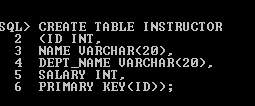 SQL> CREATE TABLE INSTRUCTOR
2 (ID INT,
3 NAME VARCHAR(20),
4 DEPT_NAME VARCHAR(20),
5 SALARY INT,
6 PRIMARY KEY(ID));